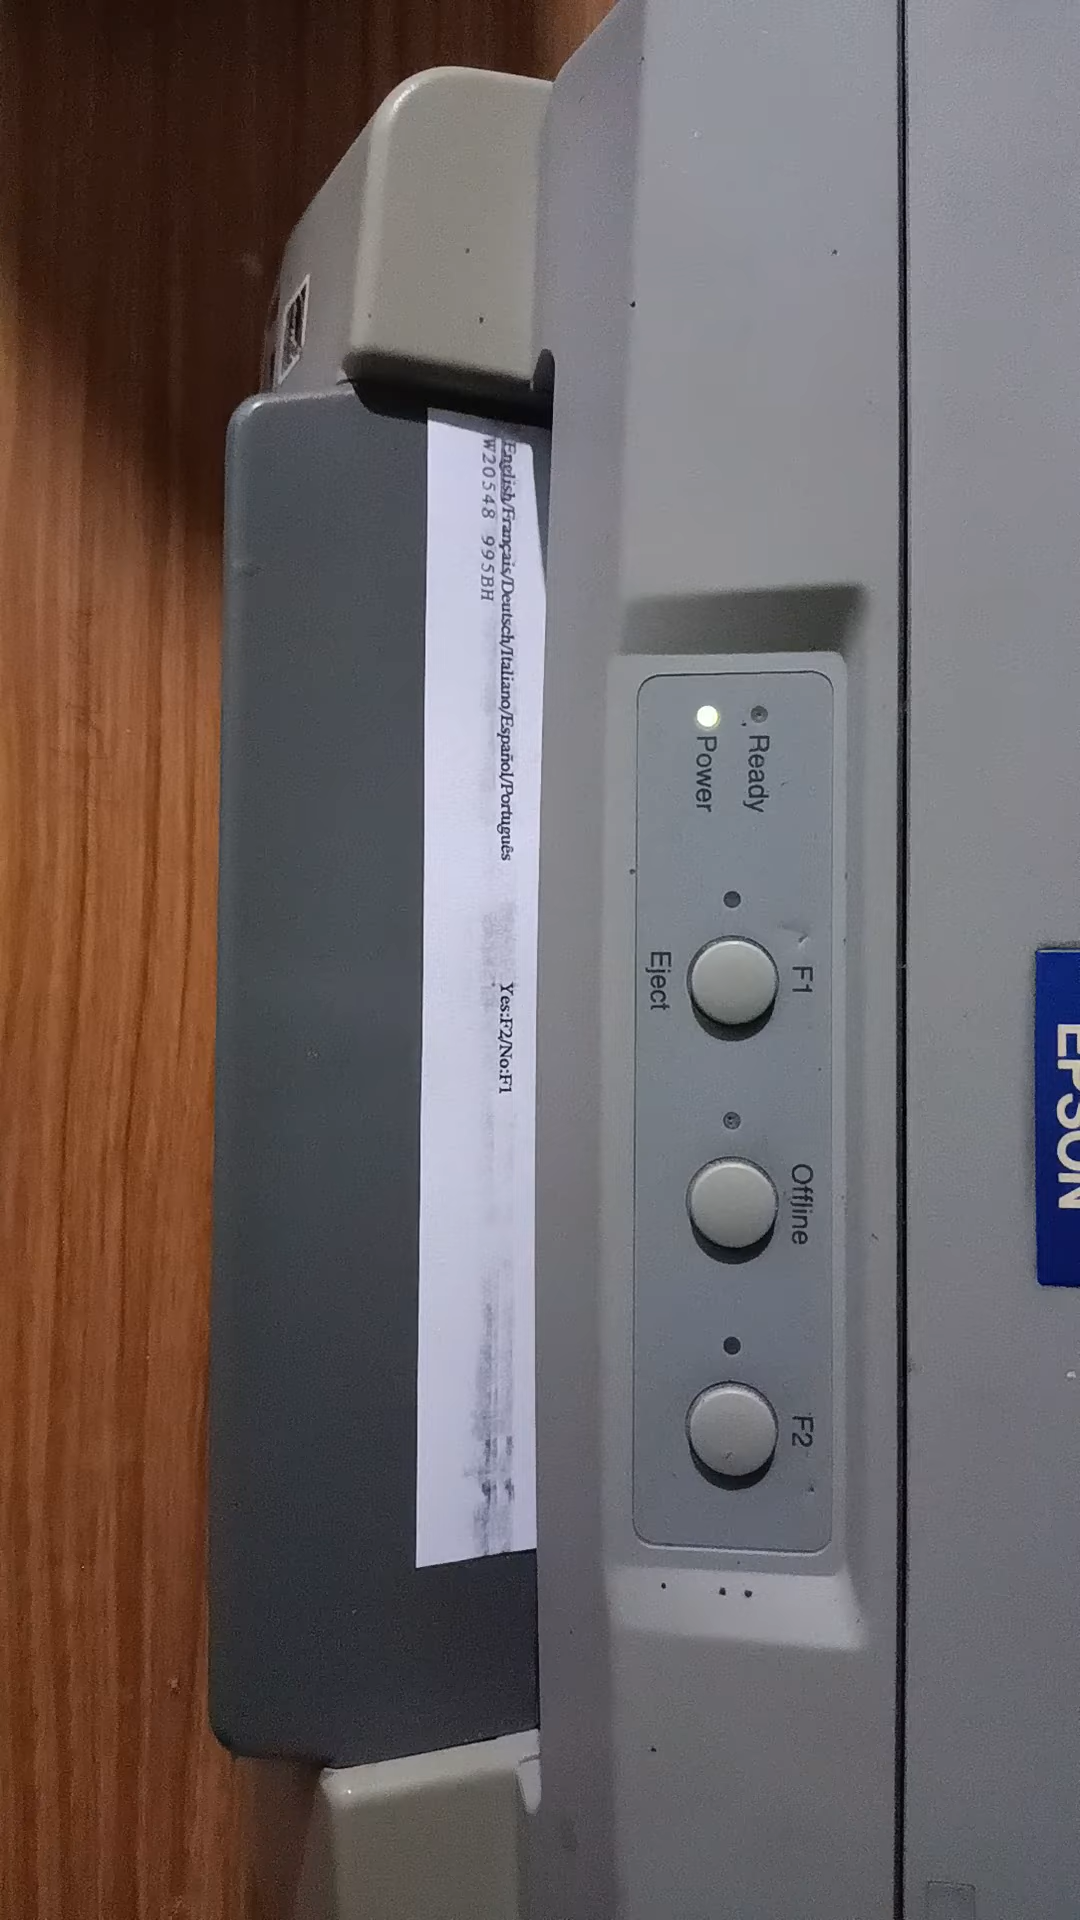 English/Français/Deutsch/Italiano/Español/Português Yes:F2/No:F1
W20548 995BH
Ready
Power
F1
Eject
Offline
F2
EPSON